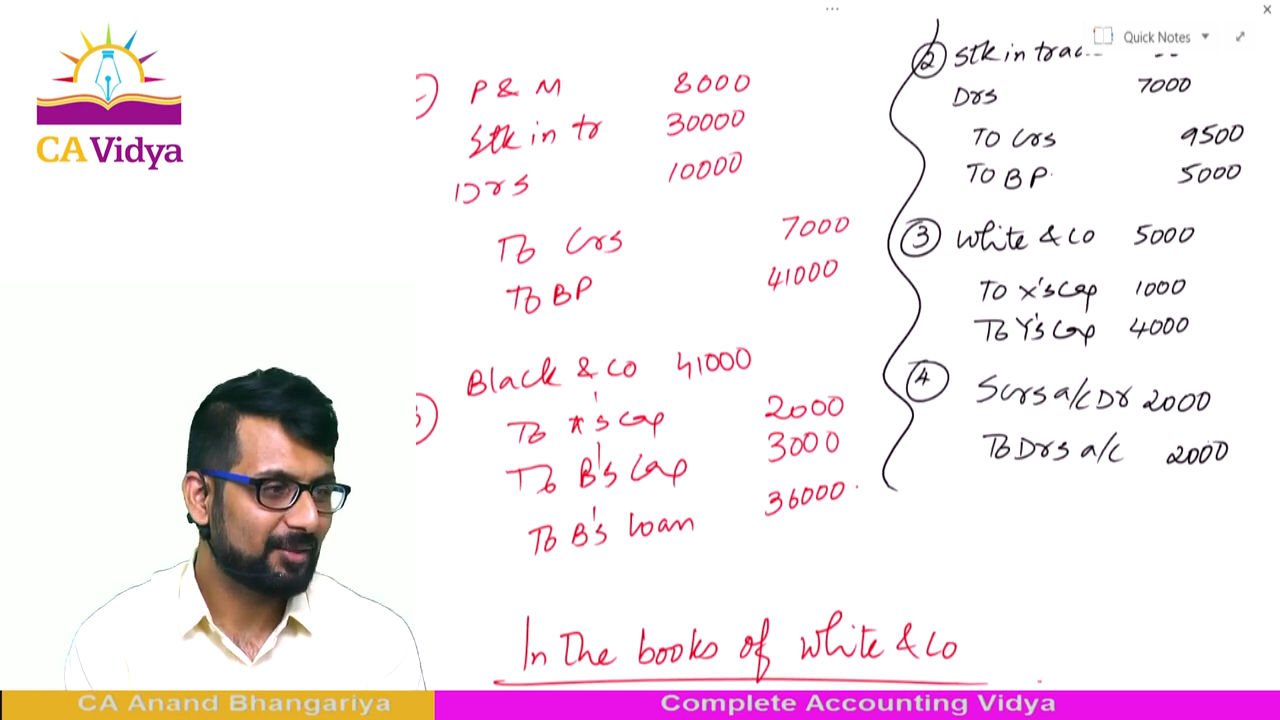 CA Vidya
Quick Notes
P & M 8000
Stk in tr 30000
Drs 10000
To Crs 7000
To BP 41000
Black & Co 41000
To x's cap 2000
To B's Cap 3000
To B's loan 36000
② Stk in
Drs 7000
To Crs 9500
To BP 5000
③ White & Co 5000
To X's Cap 1000
To Y's Cap 4000
④ Scrs a/c Dr 2000
To Drs a/c 2000
In The books of White & Co
CA Anand Bhangariya
Complete Accounting Vidya